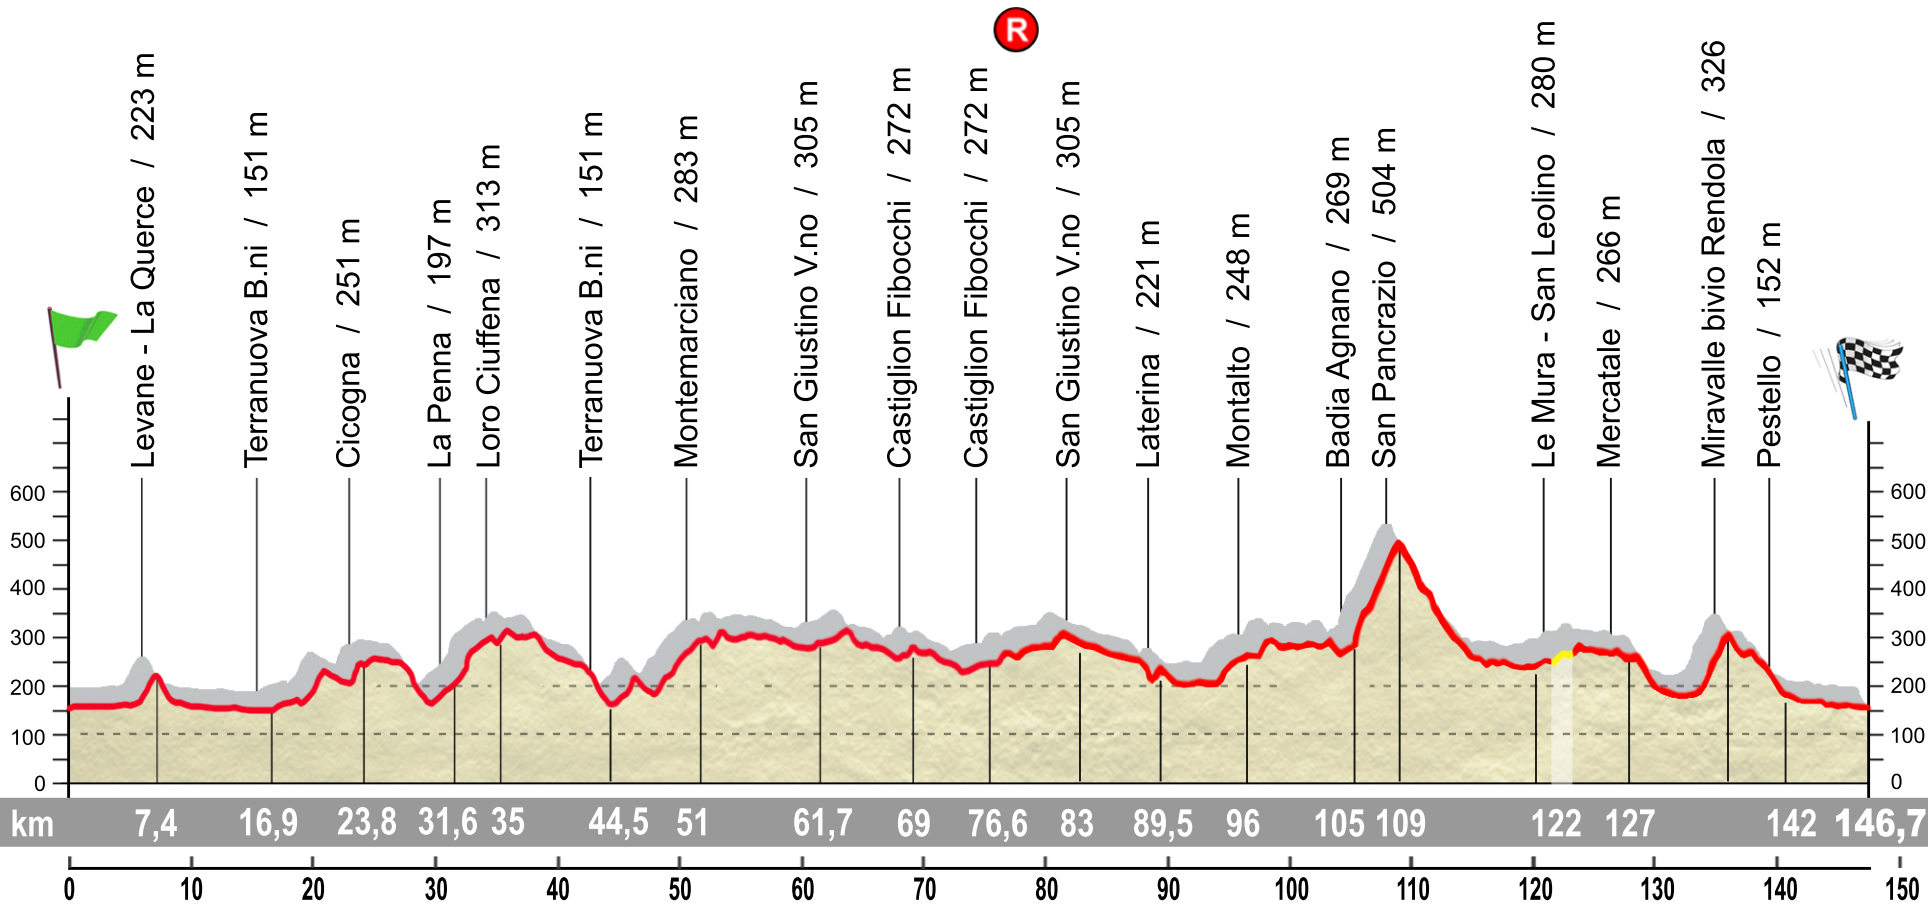 R
Levane - La Querce / 223 m
Terranuova B.ni / 151 m
Cicogna / 251 m
La Penna / 197 m
Loro Ciuffena / 313 m
Terranuova B.ni / 151 m
Montemarciano / 283 m
San Giustino V.no / 305 m
Castiglion Fibocchi / 272 m
Castiglion Fibocchi / 272 m
San Giustino V.no / 305 m
Laterina / 221 m
Montalto / 248 m
Badia Agnano / 269 m
San Pancrazio / 504 m
Le Mura - San Leolino / 280 m
Mercatale / 266 m
Miravalle bivio Rendola / 326
Pestello / 152 m
600 600
500 500
400 400
300 300
200 200
100 100
0 0
km 7,4 16,9 23,8 31,6 35 44,5 51 61,7 69 76,6 83 89,5 96 105 109 122 127 142 146,7
0 10 20 30 40 50 60 70 80 90 100 110 120 130 140 150